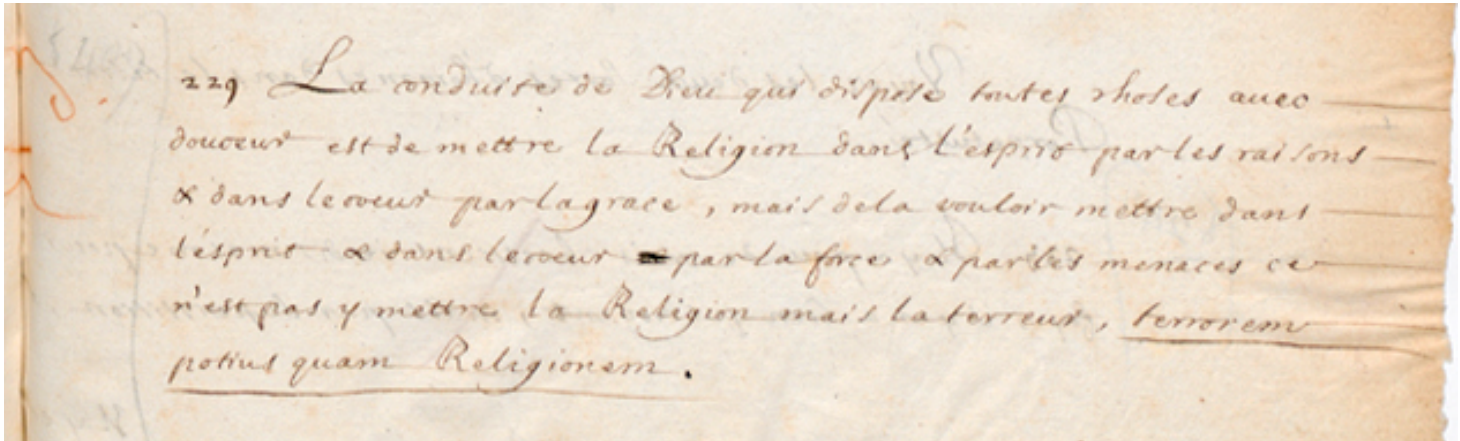 229 La conduite de Dieu qui dispose toutes choses avec
douceur est de mettre la Religion dans l'esprit par les raisons
& dans le coeur par la grace, mais de la vouloir mettre dans
l'esprit & dans le coeur par la force & par les menaces ce
n'est pas y mettre la Religion mais la terreur, terrorem
potius quam Religionem.